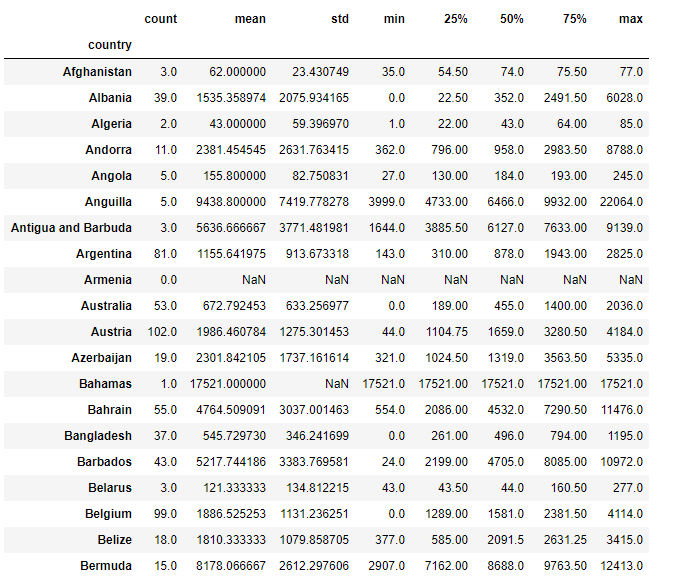 count mean std min 25% 50% 75% max
country
Afghanistan 3.0 62.000000 23.430749 35.0 54.50 74.0 75.50 77.0
Albania 39.0 1535.358974 2075.934165 0.0 22.50 352.0 2491.50 6028.0
Algeria 2.0 43.000000 59.396970 1.0 22.00 43.0 64.00 85.0
Andorra 11.0 2381.454545 2631.763415 362.0 796.00 958.0 2983.50 8788.0
Angola 5.0 155.800000 82.750831 27.0 130.00 184.0 193.00 245.0
Anguilla 5.0 9438.800000 7419.778278 3999.0 4733.00 6466.0 9932.00 22064.0
Antigua and Barbuda 3.0 5636.666667 3771.481981 1644.0 3885.50 6127.0 7633.00 9139.0
Argentina 81.0 1155.641975 913.673318 143.0 310.00 878.0 1943.00 2825.0
Armenia 0.0 NaN NaN NaN NaN NaN NaN NaN
Australia 53.0 672.792453 633.256977 0.0 189.00 455.0 1400.00 2036.0
Austria 102.0 1986.460784 1275.301453 44.0 1104.75 1659.0 3280.50 4184.0
Azerbaijan 19.0 2301.842105 1737.161614 321.0 1024.50 1319.0 3563.50 5335.0
Bahamas 1.0 17521.000000 NaN 17521.0 17521.00 17521.0 17521.00 17521.0
Bahrain 55.0 4764.509091 3037.001463 554.0 2086.00 4532.0 7290.50 11476.0
Bangladesh 37.0 545.729730 346.241699 0.0 261.00 496.0 794.00 1195.0
Barbados 43.0 5217.744186 3383.769581 24.0 2199.00 4705.0 8085.00 10972.0
Belarus 3.0 121.333333 134.812215 43.0 43.50 44.0 160.50 277.0
Belgium 99.0 1886.525253 1131.236251 0.0 1289.00 1581.0 2381.50 4114.0
Belize 18.0 1810.333333 1079.858705 377.0 585.00 2091.5 2631.25 3415.0
Bermuda 15.0 8178.066667 2612.297606 2907.0 7162.00 8688.0 9763.50 12413.0